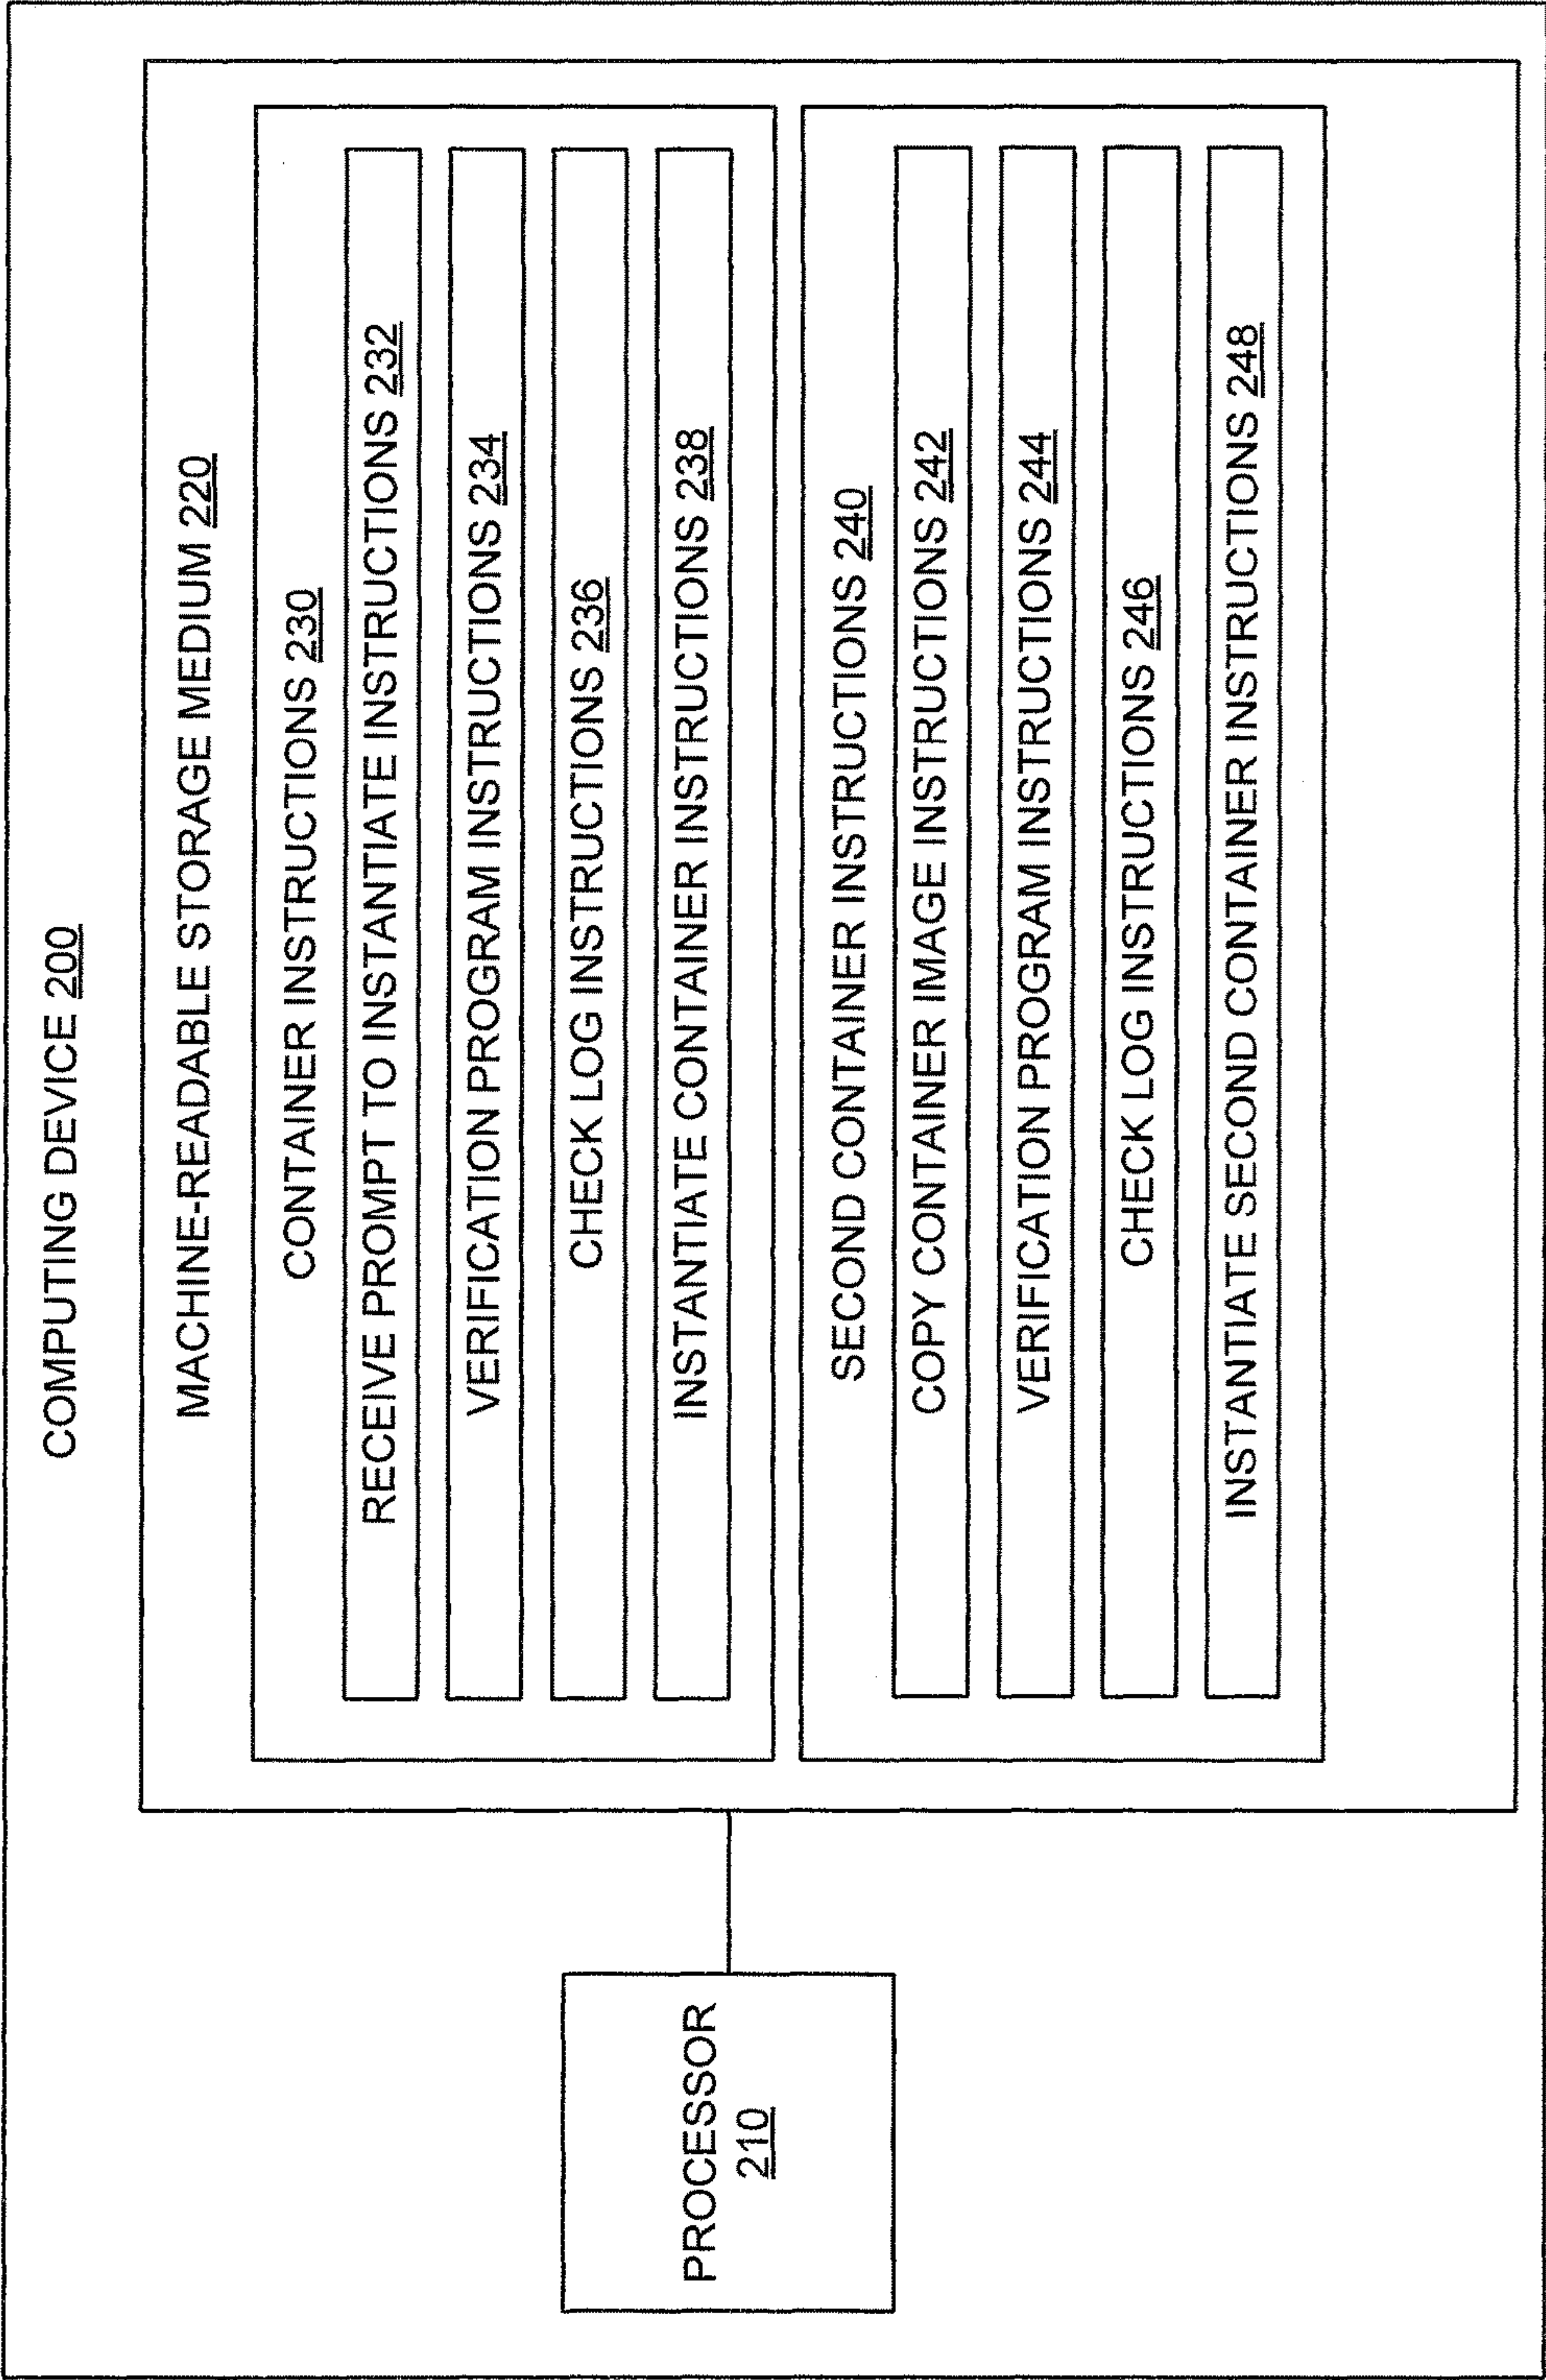 COMPUTING DEVICE 200
PROCESSOR
210
MACHINE-READABLE STORAGE MEDIUM 220
CONTAINER INSTRUCTIONS 230
RECEIVE PROMPT TO INSTANTIATE INSTRUCTIONS 232
VERIFICATION PROGRAM INSTRUCTIONS 234
CHECK LOG INSTRUCTIONS 236
INSTANTIATE CONTAINER INSTRUCTIONS 238
SECOND CONTAINER INSTRUCTIONS 240
COPY CONTAINER IMAGE INSTRUCTIONS 242
VERIFICATION PROGRAM INSTRUCTIONS 244
CHECK LOG INSTRUCTIONS 246
INSTANTIATE SECOND CONTAINER INSTRUCTIONS 248